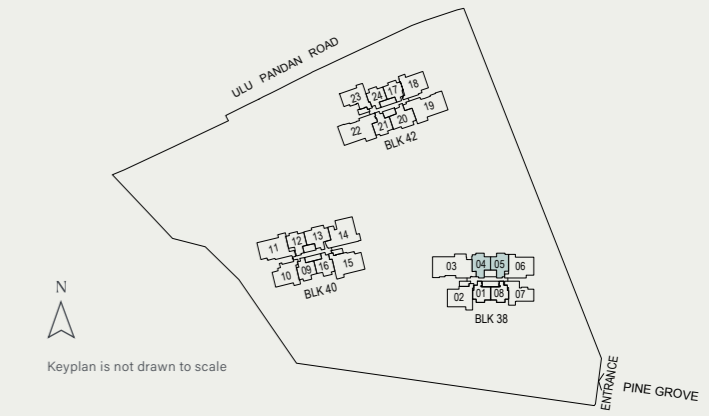 ULU PANDAN ROAD
23 24 17 18
22 21 20 19
BLK 42
11 12 13 14
10 09 16 15
BLK 40
03 04 05 06
02 01 08 07
BLK 38
N
Keyplan is not drawn to scale
ENTRANCE
PINE GROVE